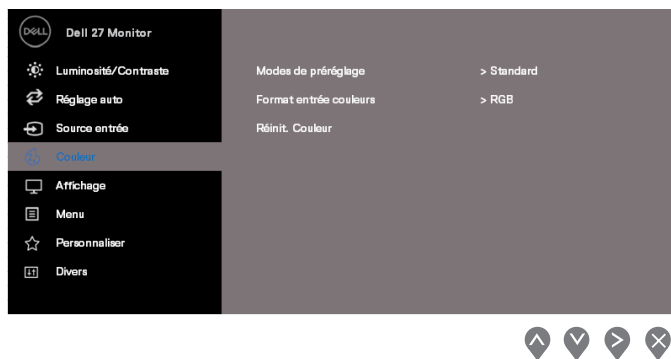 DELL Dell 27 Monitor
Luminosité/Contraste Modes de préréglage > Standard
Réglage auto Format entrée couleurs > RGB
Source entrée Réinit. Couleur
Couleur
Affichage
Menu
Personnaliser
Divers